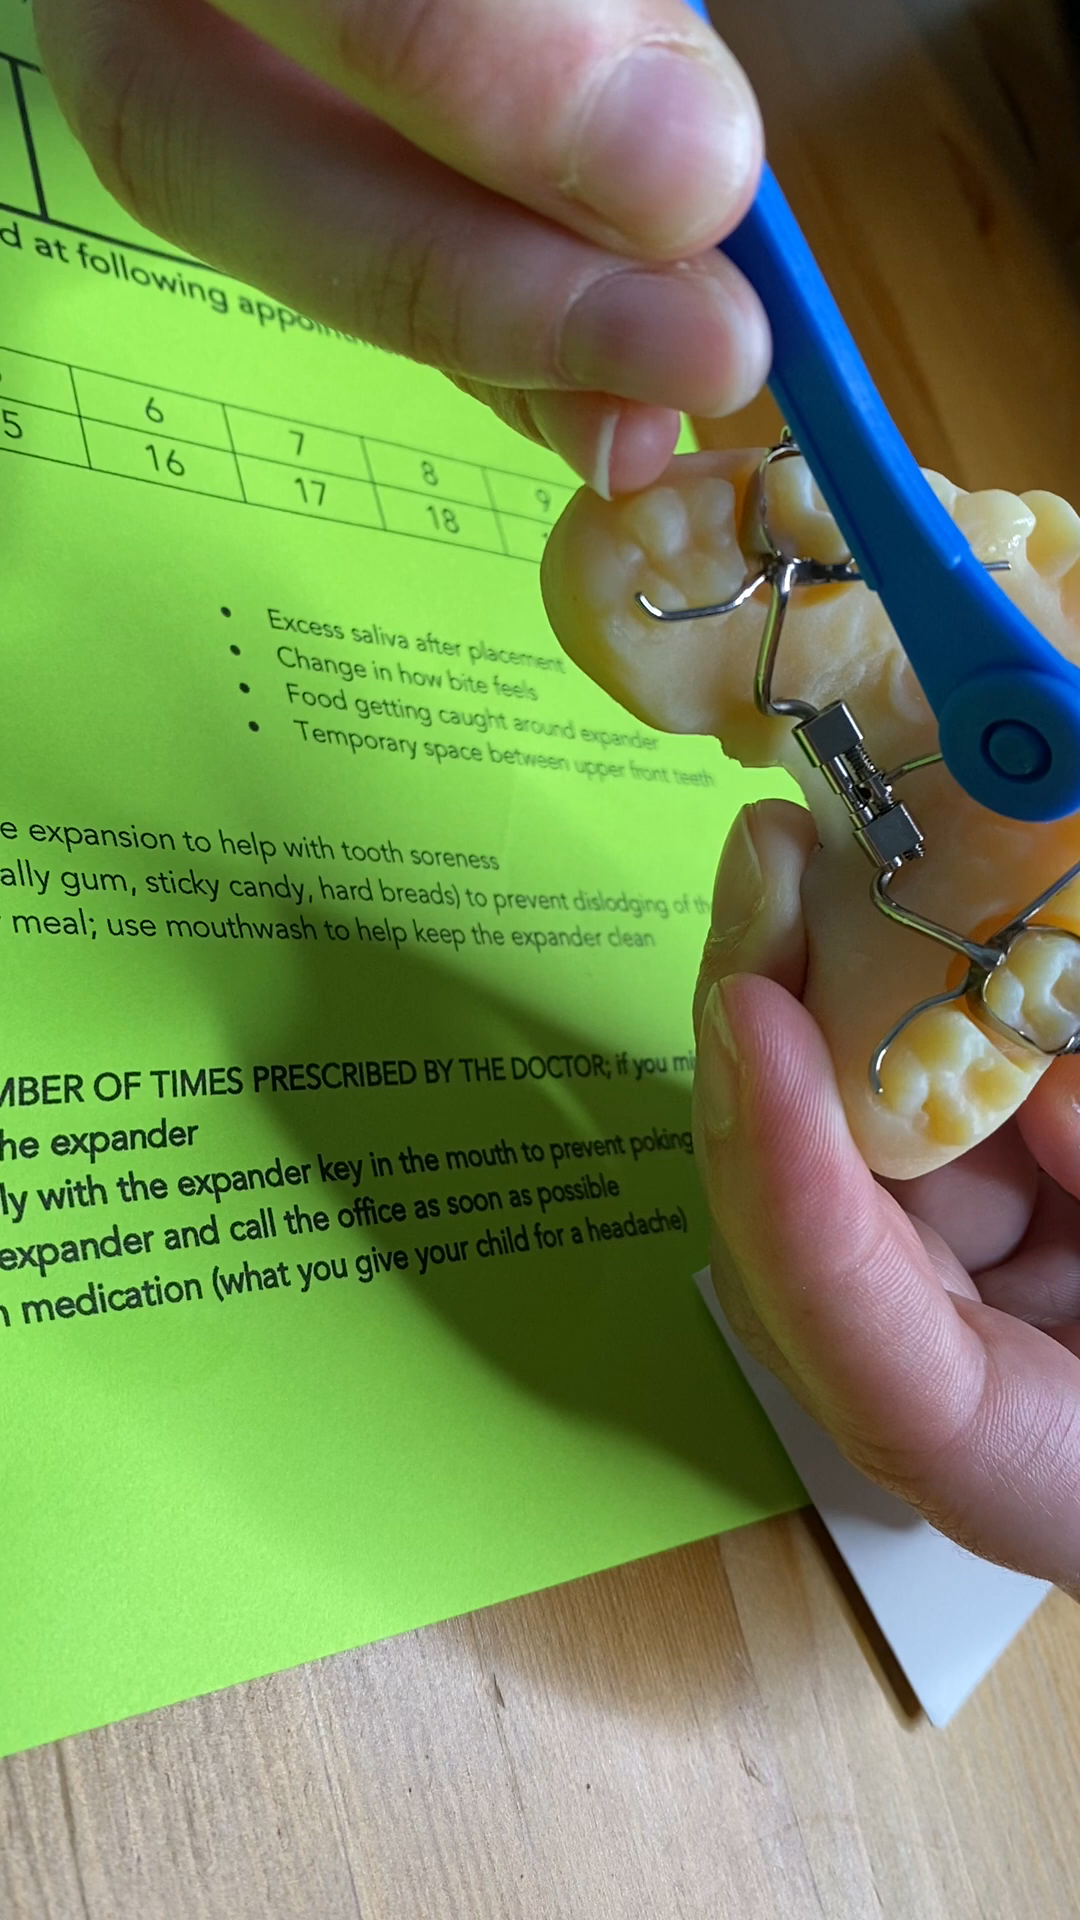 d at following
6 7 8 9
5 16 17 18
• Excess saliva after placement
• Change in how bite feels
• Food getting caught around expander
• Temporary space between upper front teeth
e expansion to help with tooth soreness
ally gum, sticky candy, hard breads) to prevent dislodging of th
meal; use mouthwash to help keep the expander clean
MBER OF TIMES PRESCRIBED BY THE DOCTOR; if you mi
he expander
ly with the expander key in the mouth to prevent poking
expander and call the office as soon as possible
n medication (what you give your child for a headache)